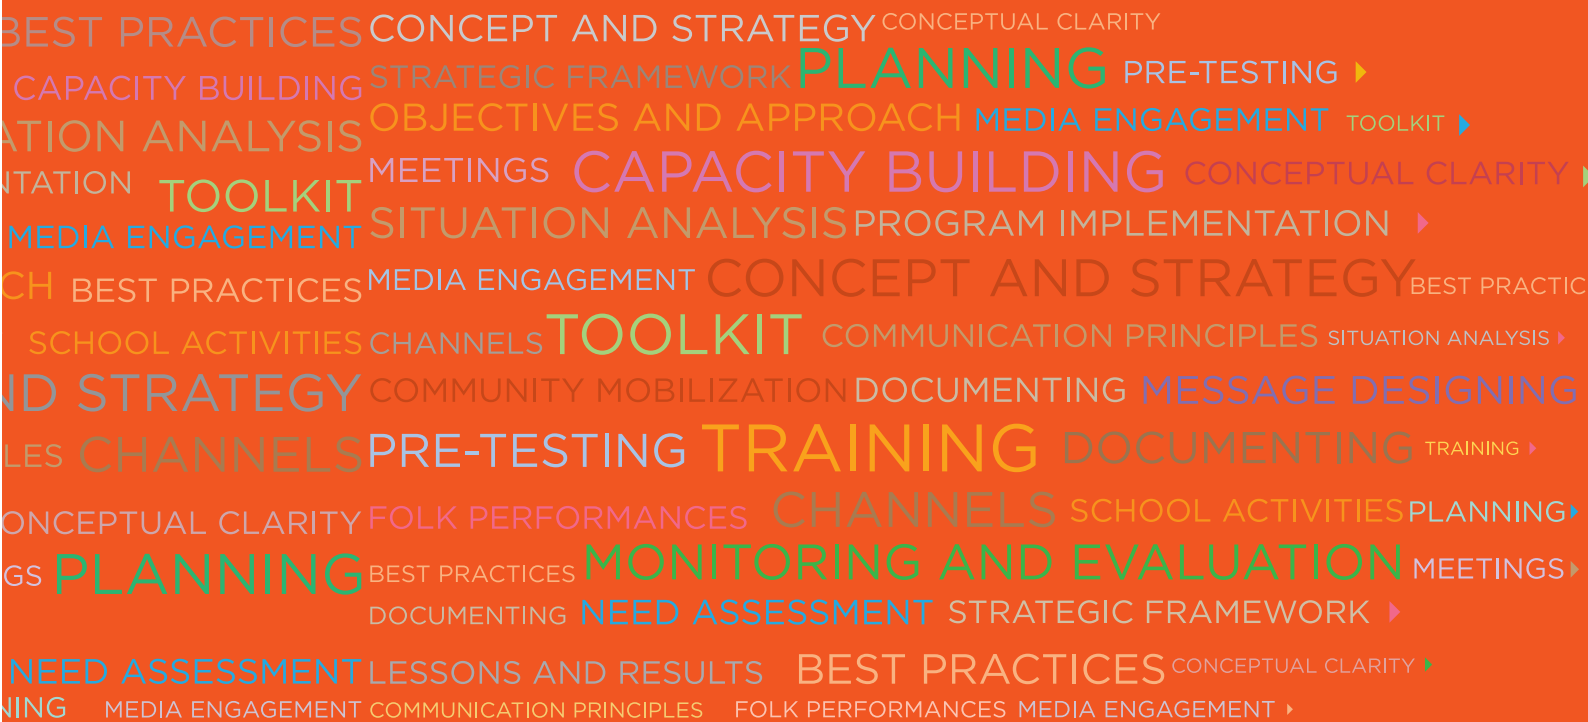 BEST PRACTICES CONCEPT AND STRATEGY CONCEPTUAL CLARITY
CAPACITY BUILDING STRATEGIC FRAMEWORK PLANNING PRE-TESTING
ATION ANALYSIS OBJECTIVES AND APPROACH MEDIA ENGAGEMENT TOOLKIT
NTATION TOOLKIT MEETINGS CAPACITY BUILDING CONCEPTUAL CLARITY
MEDIA ENGAGEMENT SITUATION ANALYSIS PROGRAM IMPLEMENTATION
CH BEST PRACTICES MEDIA ENGAGEMENT CONCEPT AND STRATEGY BEST PRACTIC
SCHOOL ACTIVITIES CHANNELS TOOLKIT COMMUNICATION PRINCIPLES SITUATION ANALYSIS
ND STRATEGY COMMUNITY MOBILIZATION DOCUMENTING MESSAGE DESIGNING
LES CHANNELS PRE-TESTING TRAINING DOCUMENTING TRAINING
ONCEPTUAL CLARITY FOLK PERFORMANCES CHANNELS SCHOOL ACTIVITIES PLANNING
GS PLANNING BEST PRACTICES MONITORING AND EVALUATION MEETINGS
DOCUMENTING NEED ASSESSMENT STRATEGIC FRAMEWORK
NEED ASSESSMENT LESSONS AND RESULTS BEST PRACTICES CONCEPTUAL CLARITY
NING MEDIA ENGAGEMENT COMMUNICATION PRINCIPLES FOLK PERFORMANCES MEDIA ENGAGEMENT